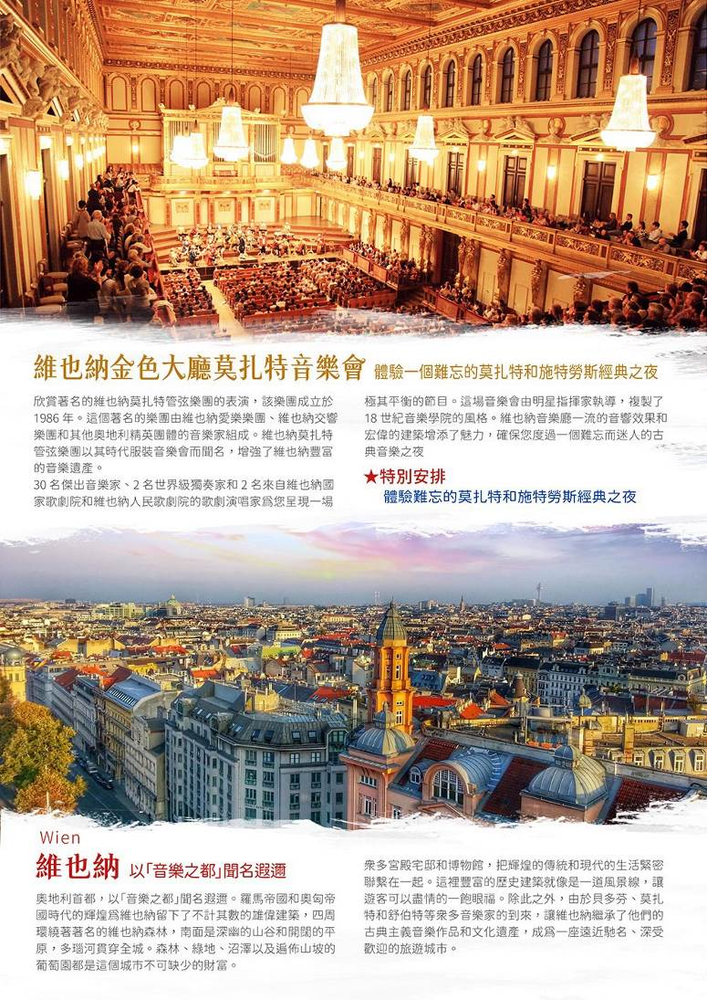 維也納金色大廳莫扎特音樂會 體驗一個難忘的莫扎特和施特勞斯經典之夜
欣賞著名的維也納莫扎特管弦樂團的表演，該樂團成立於
1986 年。這個著名的樂團由維也納愛樂樂團、維也納交響
樂團和其他奧地利精英團體的音樂家組成。維也納莫扎特
管弦樂團以其時代服裝音樂會而聞名，增強了維也納豐富
的音樂遺產。
30 名傑出音樂家、2 名世界級獨奏家和 2 名來自維也納國
家歌劇院和維也納人民歌劇院的歌劇演唱家爲您呈現一場
極其平衡的節目。這場音樂會由明星指揮家執導，複製了
18 世紀音樂學院的風格。維也納音樂廳一流的音響效果和
宏偉的建築增添了魅力，確保您度過一個難忘而迷人的古
典音樂之夜
★特別安排
體驗難忘的莫扎特和施特勞斯經典之夜
Wien
維也納 以「音樂之都」聞名遐邇
奧地利首都，以「音樂之都」聞名遐邇。羅馬帝國和奧匈帝
國時代的輝煌爲維也納留下了不計其數的雄偉建築，四周
環繞著著名的維也納森林，南面是深幽的山谷和開闊的平
原，多瑙河貫穿全城。森林、綠地、沼澤以及遍佈山坡的
葡萄園都是這個城市不可缺少的財富。
衆多宮殿宅邸和博物館，把輝煌的傳統和現代的生活緊密
聯繫在一起。這裡豐富的歷史建築就像是一道風景線，讓
遊客可以盡情的一飽眼福。除此之外，由於貝多芬、莫扎
特和舒伯特等衆多音樂家的到來，讓維也納繼承了他們的
古典主義音樂作品和文化遺產，成爲一座遠近馳名、深受
歡迎的旅遊城市。